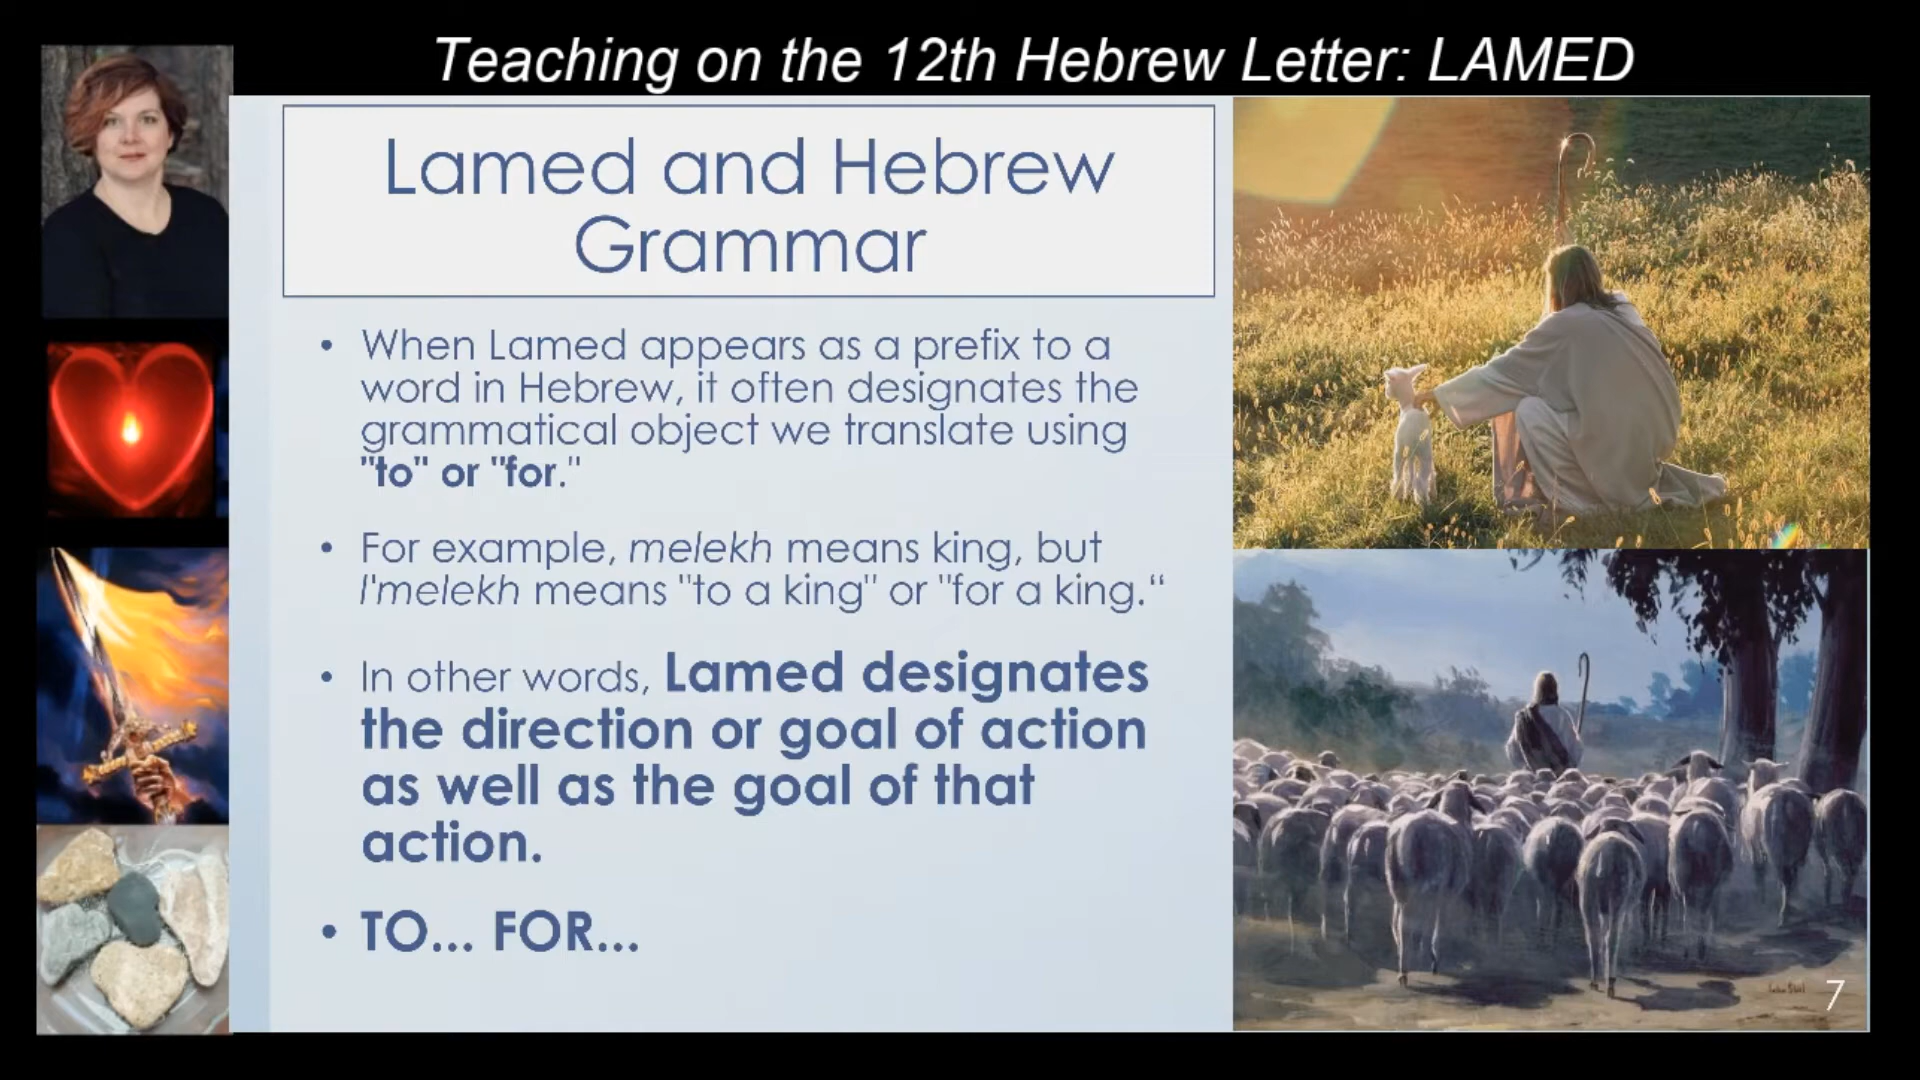 Teaching on the 12th Hebrew Letter: LAMED
Lamed and Hebrew
Grammar
• When Lamed appears as a prefix to a
word in Hebrew, it often designates the
grammatical object we translate using
"to" or "for."
• For example, melekh means king, but
l'melekh means "to a king" or "for a king.“
• In other words, Lamed designates
the direction or goal of action
as well as the goal of that
action.
• TO... FOR...
7